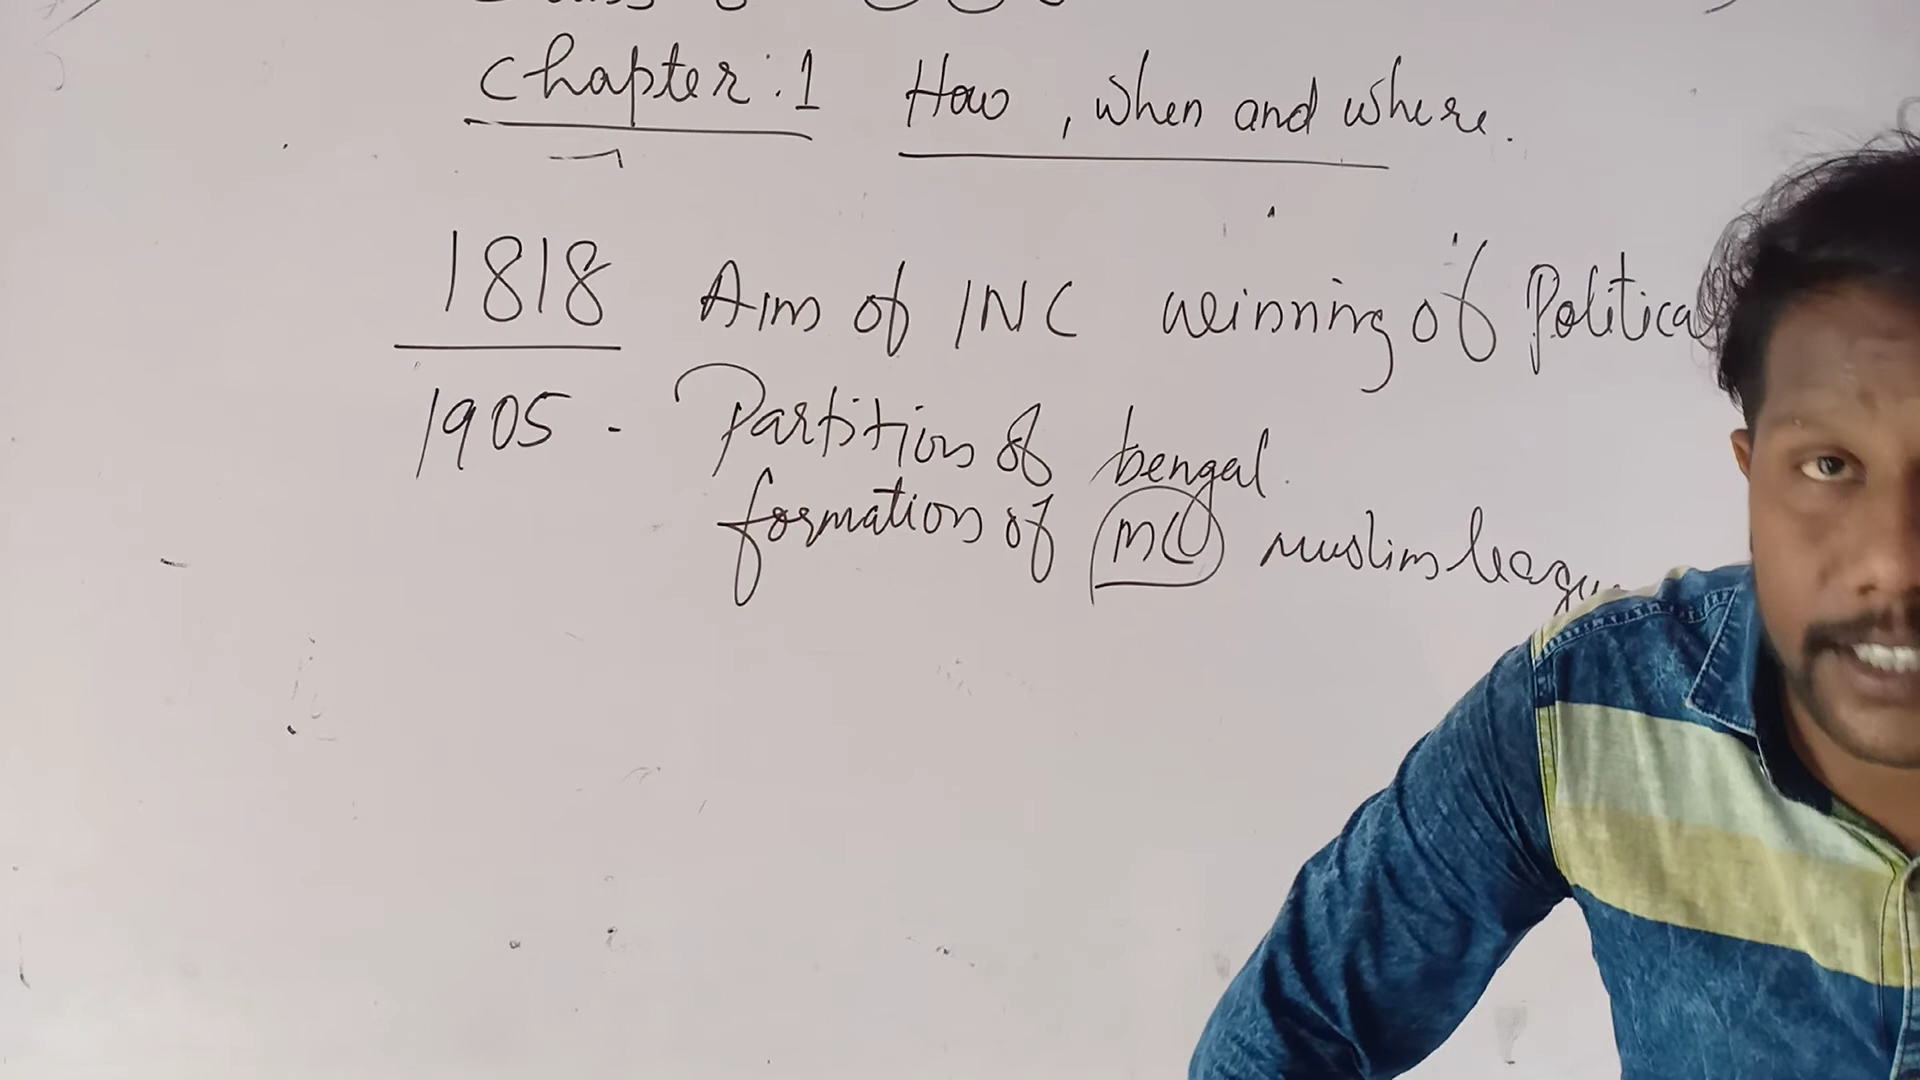 Chapter : 1 How , when and where.
1818 Aim of INC winning of Political
1905 - Partition of bengal.
formation of ML muslim league